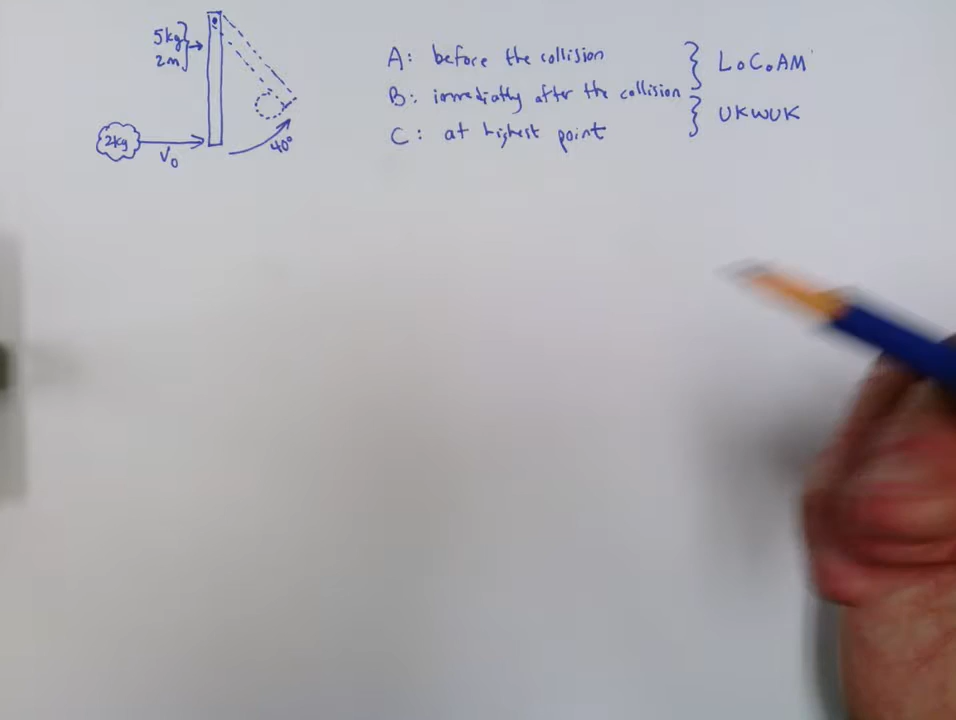 5kg
2m
2kg
V₀
40°
A: before the collision
B: immediatly after the collision
C: at highest point
LoCoAM
UKWUK